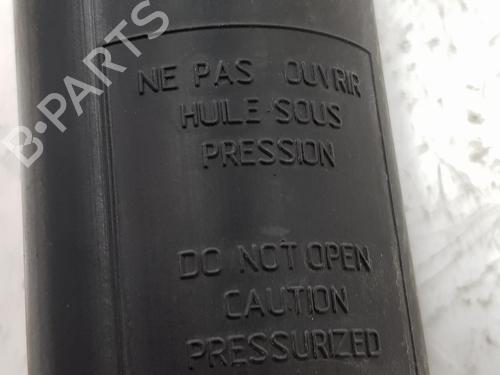 B-PARTS
NE PAS OUVRIR
HUILE SOUS
PRESSION
DO NOT OPEN
CAUTION
PRESSURIZED